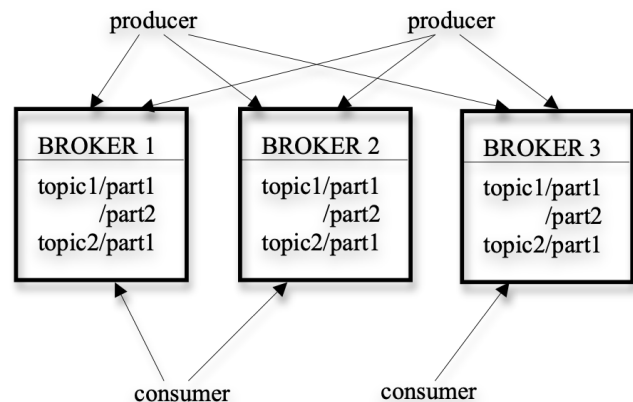 producer
producer
BROKER 1
topic1/part1
/part2
topic2/part1
BROKER 2
topic1/part1
/part2
topic2/part1
BROKER 3
topic1/part1
/part2
topic2/part1
consumer
consumer